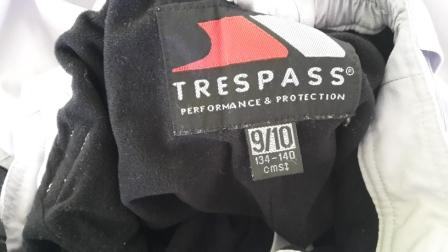 TRESPASS®
PERFORMANCE & PROTECTION
9/10
134-140
cms‡